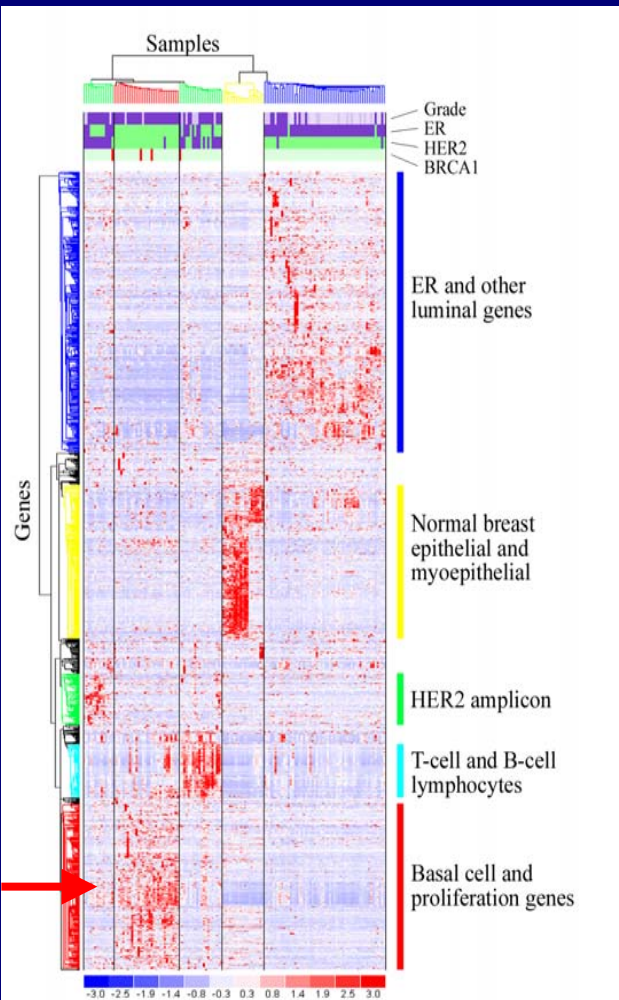 Samples
Grade
ER
HER2
BRCA1
ER and other
luminal genes
Genes
Normal breast
epithelial and
myoepithelial
HER2 amplicon
T-cell and B-cell
lymphocytes
Basal cell and
proliferation genes
-3.0 -2.5 -1.9 -1.4 -0.8 -0.3 0.3 0.8 1.4 1.9 2.5 3.0